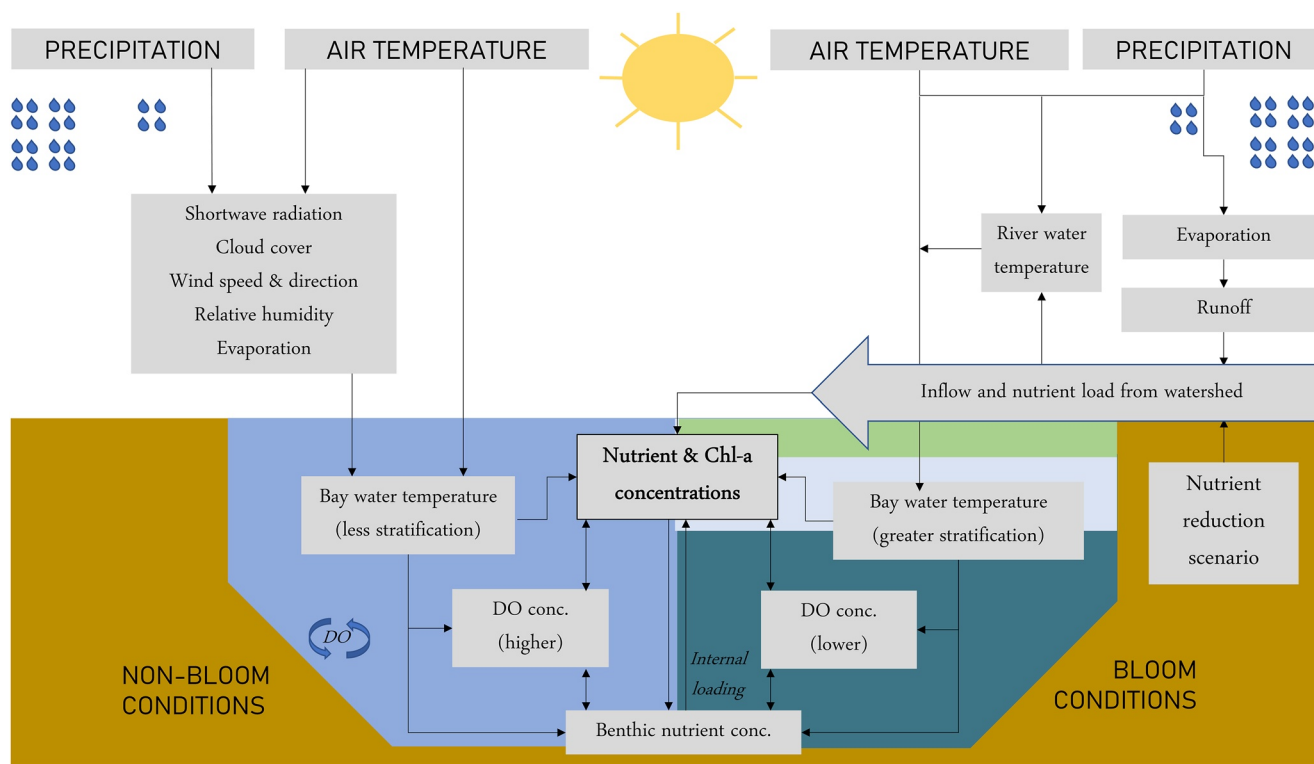 PRECIPITATION
AIR TEMPERATURE
AIR TEMPERATURE
PRECIPITATION
Shortwave radiation
Cloud cover
Wind speed & direction
Relative humidity
Evaporation
River water
temperature
Evaporation
Runoff
Inflow and nutrient load from watershed
Nutrient & Chl-a
concentrations
Bay water temperature
(less stratification)
Bay water temperature
(greater stratification)
Nutrient
reduction
scenario
DO conc.
(higher)
DO conc.
(lower)
DO
Internal
loading
NON-BLOOM
CONDITIONS
BLOOM
CONDITIONS
Benthic nutrient conc.